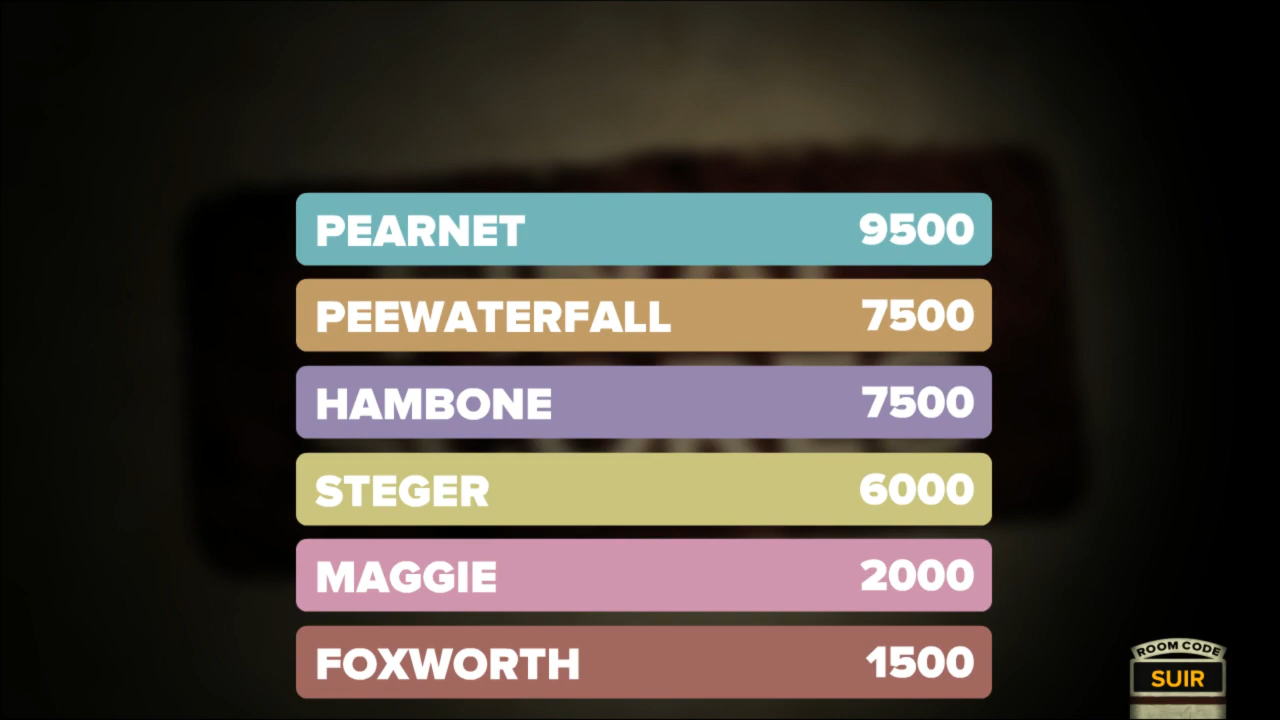 PEARNET 9500
PEEWATERFALL 7500
HAMBONE 7500
STEGER 6000
MAGGIE 2000
FOXWORTH 1500
ROOM CODE
SUIR